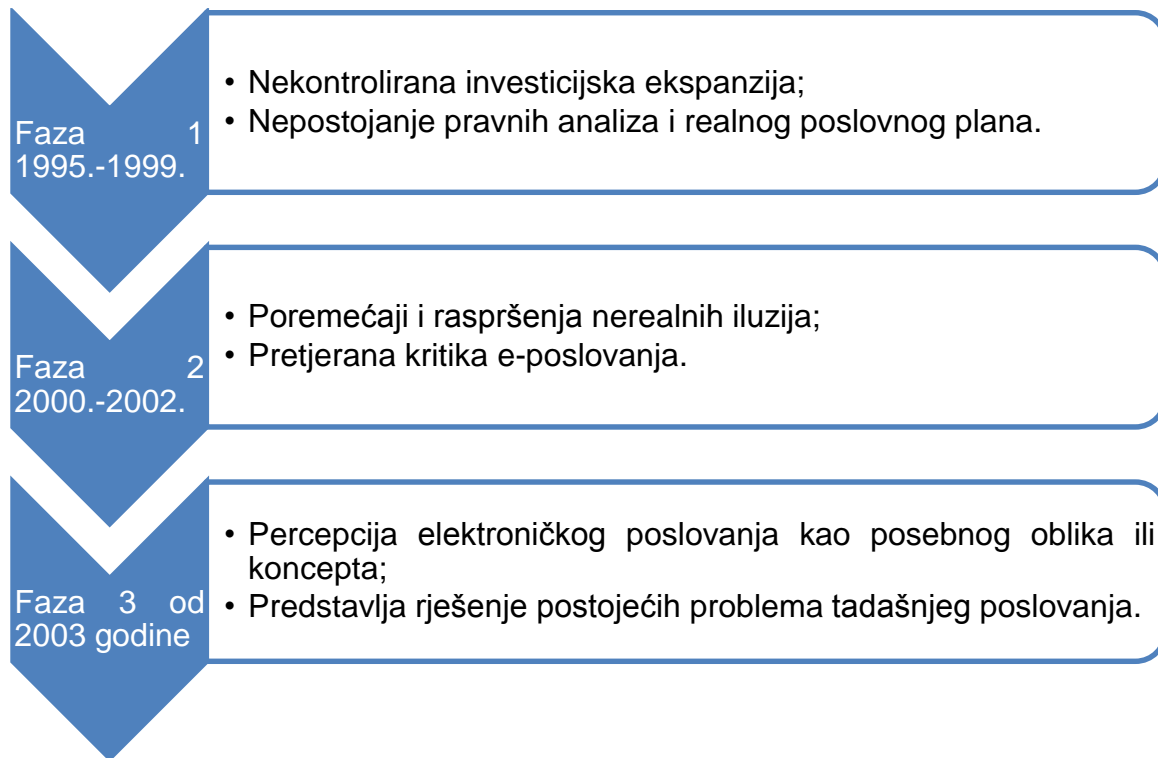 Faza 1
1995.-1999.
• Nekontrolirana investicijska ekspanzija;
• Nepostojanje pravnih analiza i realnog poslovnog plana.
Faza 2
2000.-2002.
• Poremećaji i raspršenja nerealnih iluzija;
• Pretjerana kritika e-poslovanja.
Faza 3 od
2003 godine
• Percepcija elektroničkog poslovanja kao posebnog oblika ili
koncepta;
• Predstavlja rješenje postojećih problema tadašnjeg poslovanja.